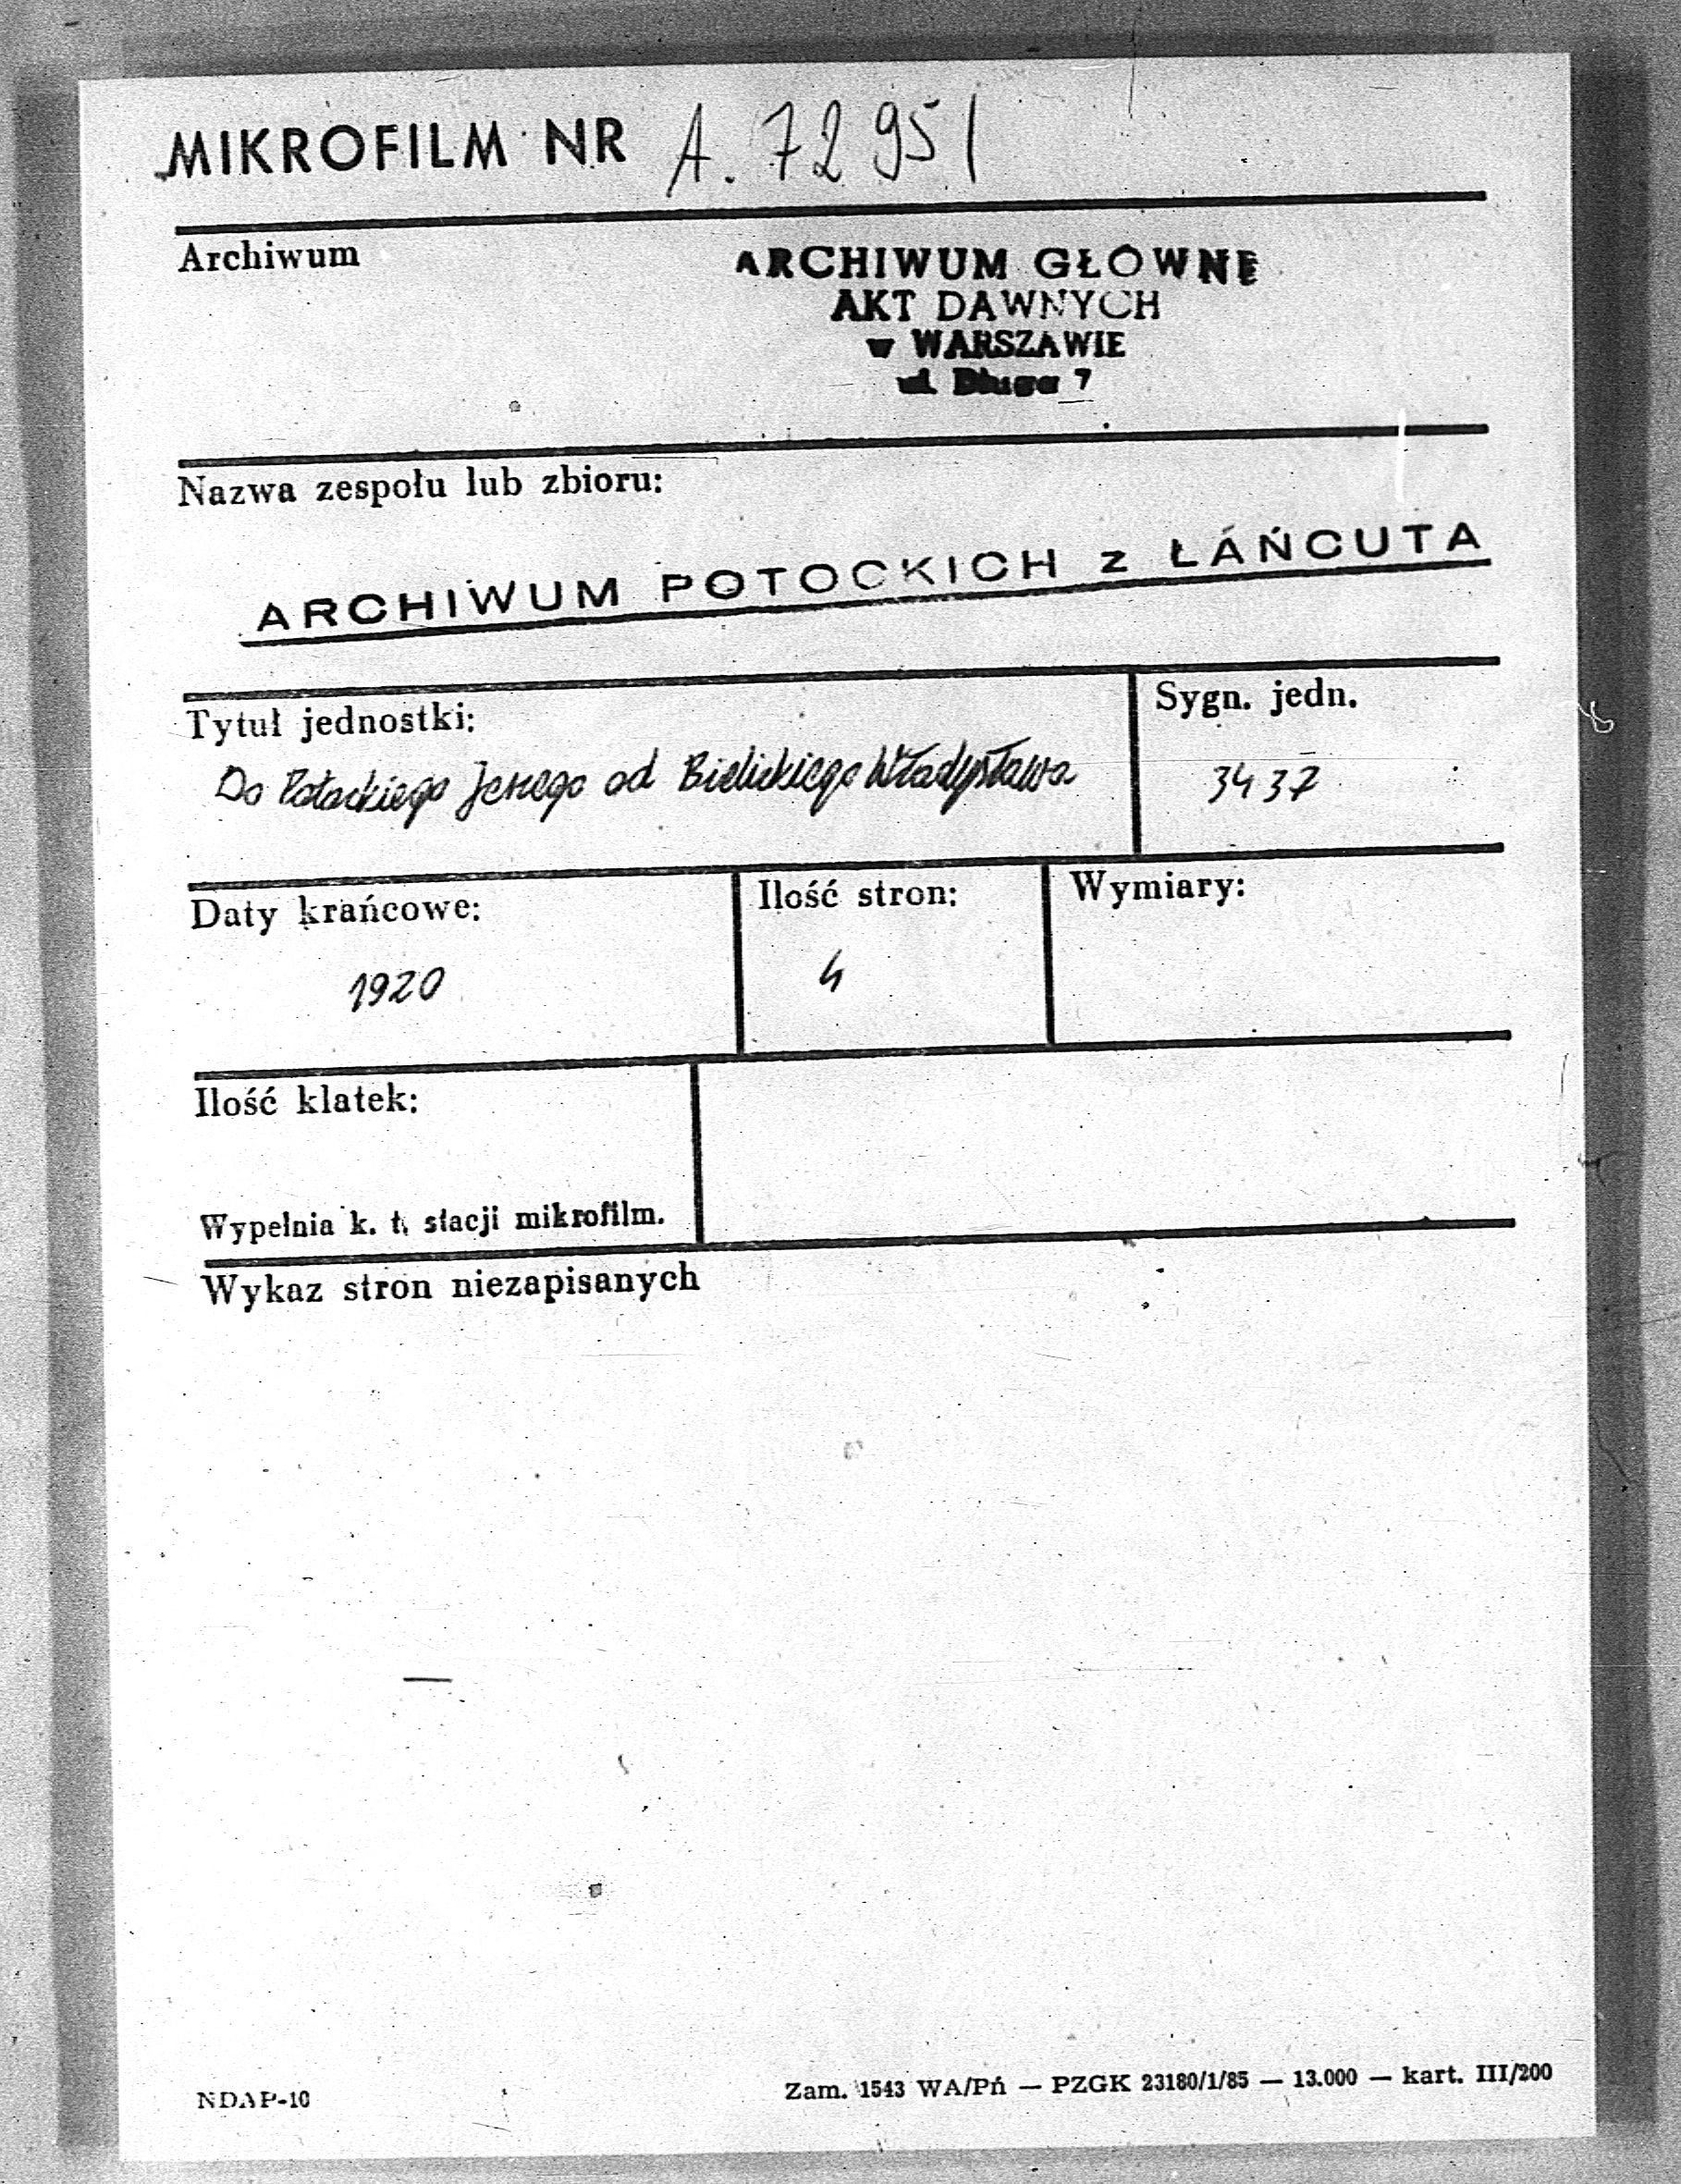 MIKROFILM NR A. 72951
Archiwum
ARCHIWUM GŁÓWNE
AKT DAWNYCH
w WARSZAWIE
ul. Długa 7
Nazwa zespołu lub zbioru:
ARCHIWUM POTOCKICH z ŁAŃCUTA
Tytuł jednostki:
Sygn. jedn.
Do Potockiego Jerzego od Bielickiego Władysława
3437
Daty krańcowe:
Ilość stron:
Wymiary:
1920
4
Ilość klatek:
Wypełnia k. t. stacji mikrofilm.
Wykaz stron niezapisanych
NDAP-10
Zam. 1543 WA/Pń — PZGK 23180/1/85 — 13.000 — kart. III/200